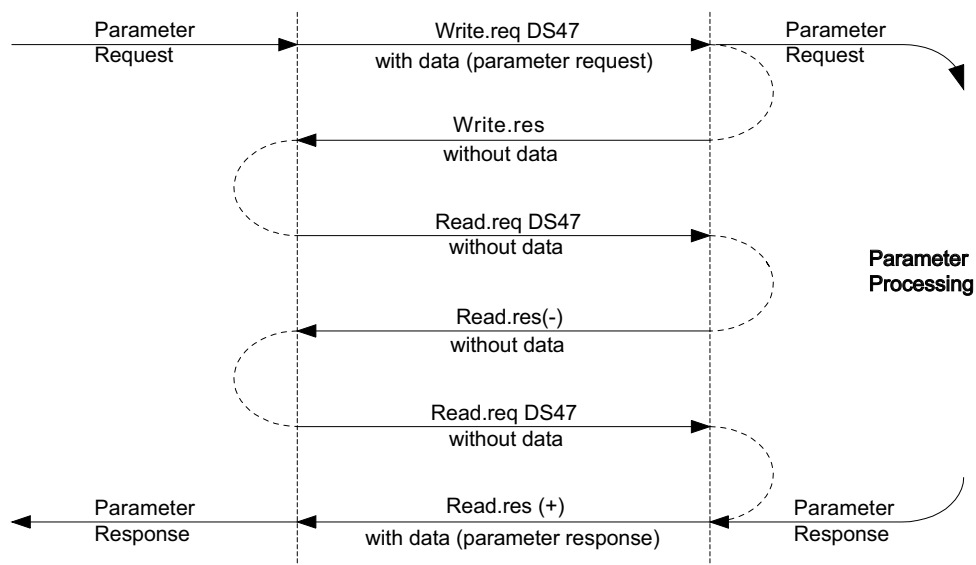 Parameter
Request
Write.req DS47
with data (parameter request)
Parameter
Request
Write.res
without data
Read.req DS47
without data
Parameter
Processing
Read.res(-)
without data
Read.req DS47
without data
Parameter
Response
Read.res (+)
with data (parameter response)
Parameter
Response